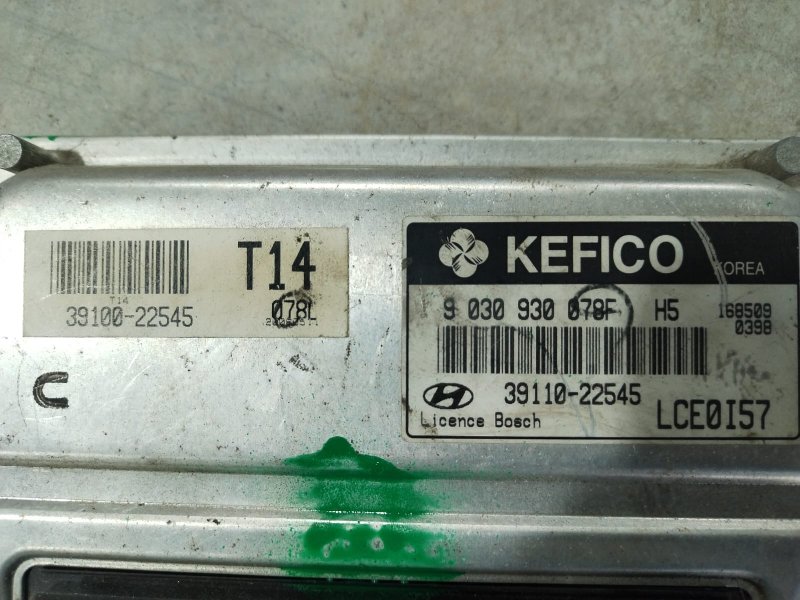 T14
T14
39100-22545
078L
C
KEFICO
KOREA
9 030 930 078F H5
168509
0398
39110-22545
Licence Bosch
LCE0I57